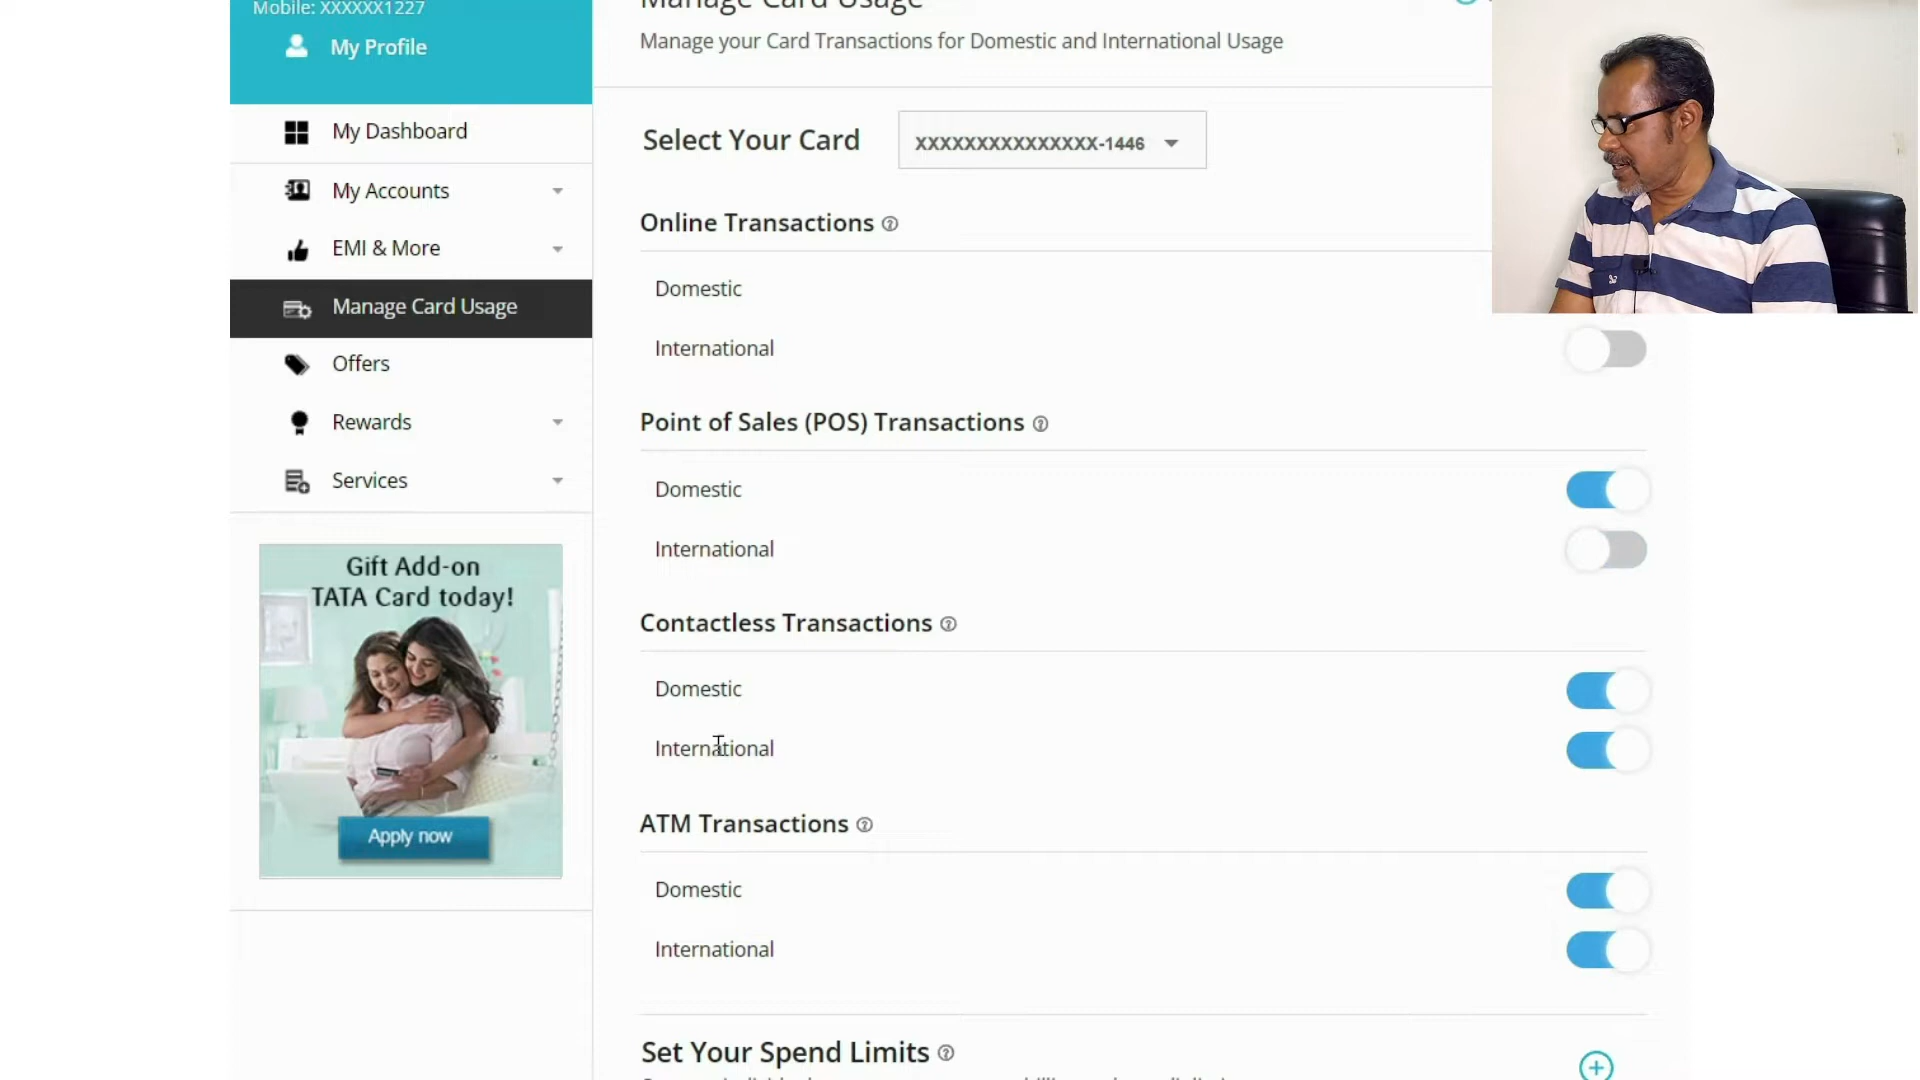 Mobile: XXXXXX1227
My Profile
My Dashboard
My Accounts
EMI & More
Manage Card Usage
Offers
Rewards
Services
Gift Add-on
TATA Card today!
Apply now
Manage Card Usage
Manage your Card Transactions for Domestic and International Usage
Select Your Card
XXXXXXXXXXXXXXX-1446
Online Transactions
Domestic
International
Point of Sales (POS) Transactions
Domestic
International
Contactless Transactions
Domestic
International
ATM Transactions
Domestic
International
Set Your Spend Limits